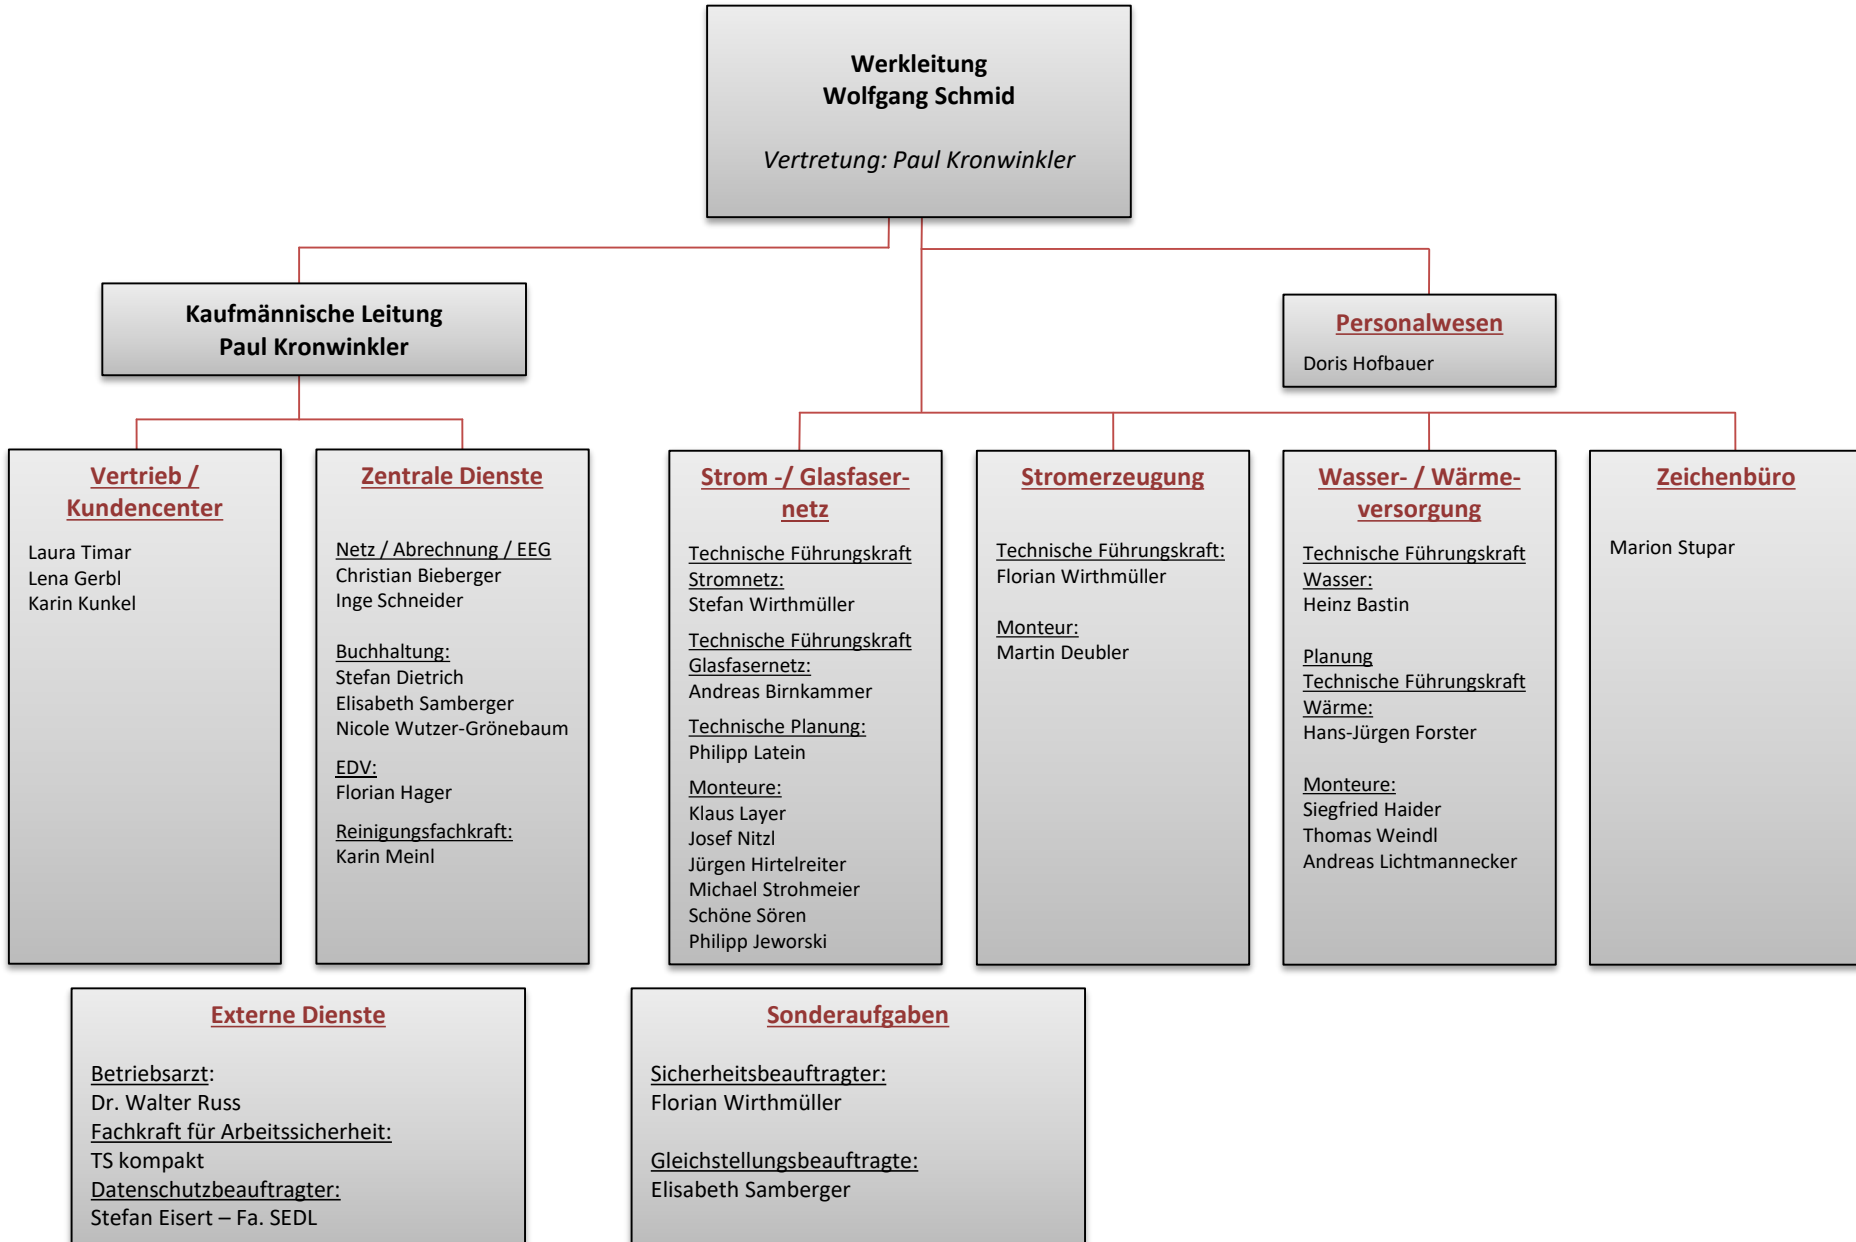 Werkleitung
Wolfgang Schmid
Vertretung: Paul Kronwinkler
Kaufmännische Leitung
Paul Kronwinkler
Personalwesen
Doris Hofbauer
Vertrieb /
Kundencenter
Laura Timar
Lena Gerbl
Karin Kunkel
Zentrale Dienste
Netz / Abrechnung / EEG
Christian Bieberger
Inge Schneider
Buchhaltung:
Stefan Dietrich
Elisabeth Samberger
Nicole Wutzer-Grönebaum
EDV:
Florian Hager
Reinigungsfachkraft:
Karin Meinl
Strom -/ Glasfaser-
netz
Technische Führungskraft
Stromnetz:
Stefan Wirthmüller
Technische Führungskraft
Glasfasernetz:
Andreas Birnkammer
Technische Planung:
Philipp Latein
Monteure:
Klaus Layer
Josef Nitzl
Jürgen Hirtelreiter
Michael Strohmeier
Schöne Sören
Philipp Jeworski
Stromerzeugung
Technische Führungskraft:
Florian Wirthmüller
Monteur:
Martin Deubler
Wasser- / Wärme-
versorgung
Technische Führungskraft
Wasser:
Heinz Bastin
Planung
Technische Führungskraft
Wärme:
Hans-Jürgen Forster
Monteure:
Siegfried Haider
Thomas Weindl
Andreas Lichtmannecker
Zeichenbüro
Marion Stupar
Externe Dienste
Betriebsarzt:
Dr. Walter Russ
Fachkraft für Arbeitssicherheit:
TS kompakt
Datenschutzbeauftragter:
Stefan Eisert – Fa. SEDL
Sonderaufgaben
Sicherheitsbeauftragter:
Florian Wirthmüller
Gleichstellungsbeauftragte:
Elisabeth Samberger